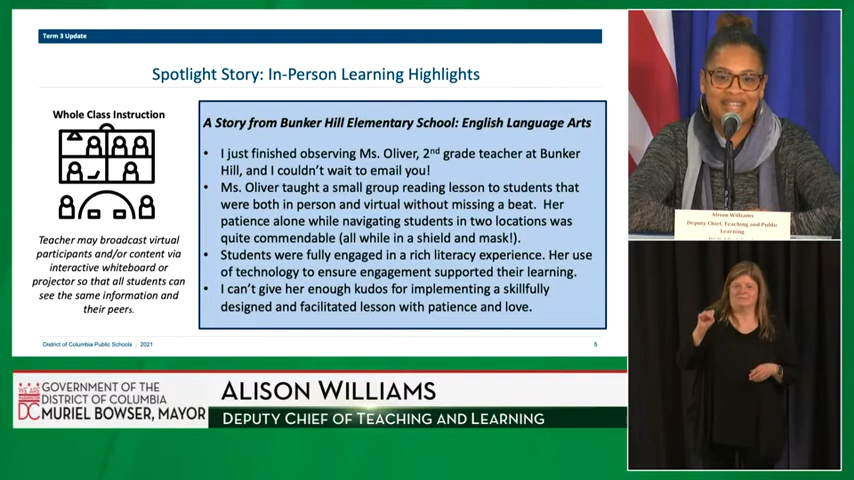 Term 3 Update
Spotlight Story: In-Person Learning Highlights
Whole Class Instruction
Teacher may broadcast virtual
participants and/or content via
interactive whiteboard or
projector so that all students can
see the same information and
their peers.
A Story from Bunker Hill Elementary School: English Language Arts
• I just finished observing Ms. Oliver, 2nd grade teacher at Bunker
Hill, and I couldn't wait to email you!
• Ms. Oliver taught a small group reading lesson to students that
were both in person and virtual without missing a beat. Her
patience alone while navigating students in two locations was
quite commendable (all while in a shield and mask!).
• Students were fully engaged in a rich literacy experience. Her use
of technology to ensure engagement supported their learning.
• I can't give her enough kudos for implementing a skillfully
designed and facilitated lesson with patience and love.
District of Columbia Public Schools | 2021
5
Alison Williams
Deputy Chief, Teaching and Public
Learning
WE ARE
DC
GOVERNMENT OF THE
DISTRICT OF COLUMBIA
MURIEL BOWSER, MAYOR
ALISON WILLIAMS
DEPUTY CHIEF OF TEACHING AND LEARNING